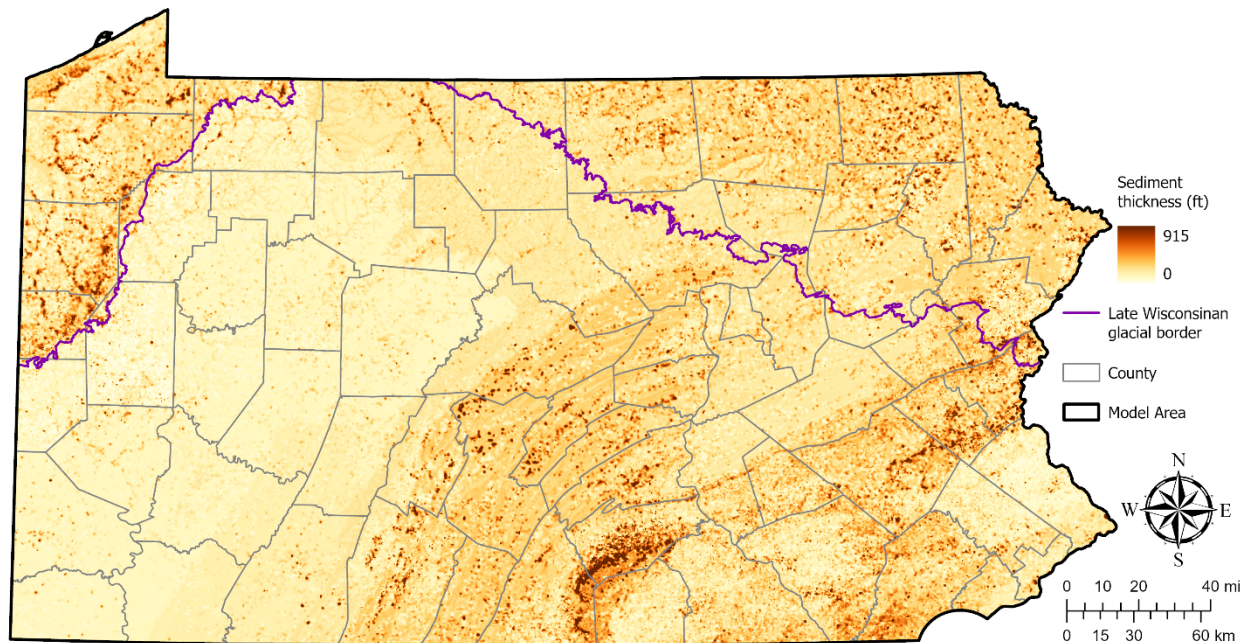 Sediment
thickness (ft)
915
0
Late Wisconsinan
glacial border
County
Model Area
N
W E
S
0 10 20 40 mi
0 15 30 60 km